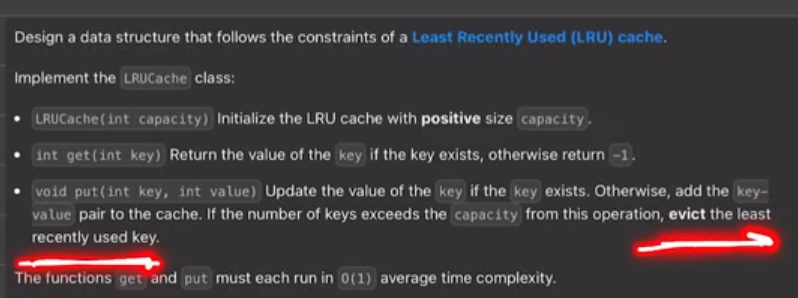 Design a data structure that follows the constraints of a Least Recently Used (LRU) cache.
Implement the LRUCache class:
• LRUCache(int capacity) Initialize the LRU cache with positive size capacity.
• int get(int key) Return the value of the key if the key exists, otherwise return -1.
• void put(int key, int value) Update the value of the key if the key exists. Otherwise, add the key-
value pair to the cache. If the number of keys exceeds the capacity from this operation, evict the least
recently used key.
The functions get and put must each run in O(1) average time complexity.